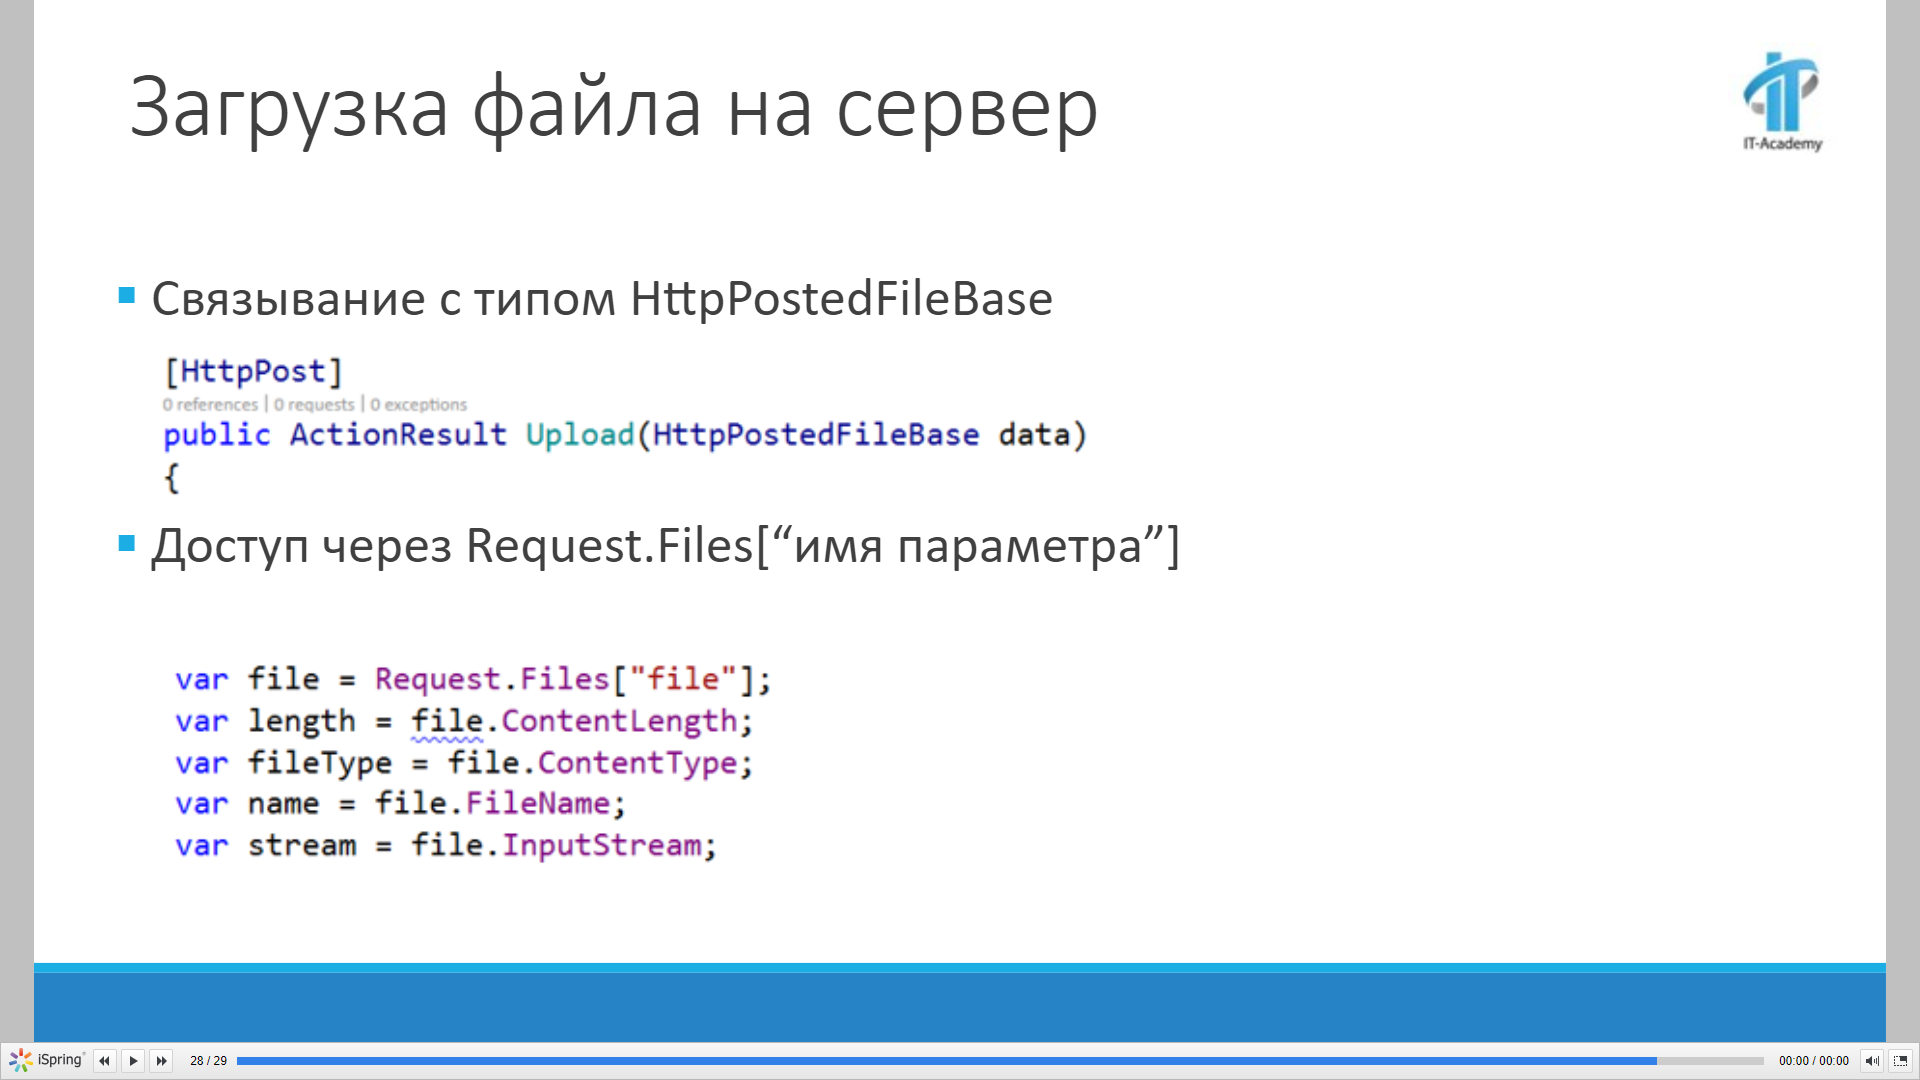 Загрузка файла на сервер
IT-Academy
Связывание с типом HttpPostedFileBase
[HttpPost]
0 references | 0 requests | 0 exceptions
public ActionResult Upload(HttpPostedFileBase data)
{
Доступ через Request.Files[“имя параметра”]
var file = Request.Files["file"];
var length = file.ContentLength;
var fileType = file.ContentType;
var name = file.FileName;
var stream = file.InputStream;
iSpring
28 / 29
00:00 / 00:00